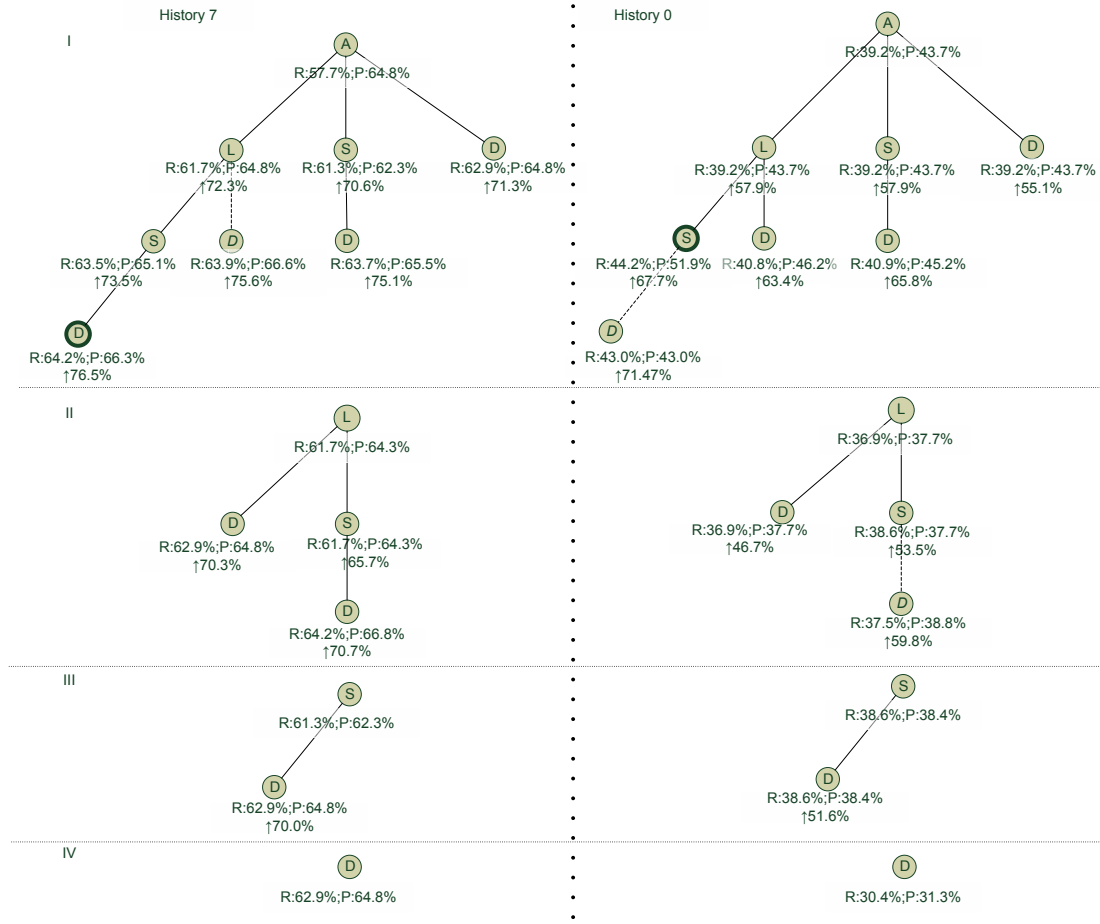 History 7
History 0
I
A
R:57.7%;P:64.8%
L
S
D
R:61.7%;P:64.8%
↑72.3%
R:61.3%;P:62.3%
↑70.6%
R:62.9%;P:64.8%
↑71.3%
S
D
D
R:63.5%;P:65.1%
↑73.5%
R:63.9%;P:66.6%
↑75.6%
R:63.7%;P:65.5%
↑75.1%
D
R:64.2%;P:66.3%
↑76.5%
A
R:39.2%;P:43.7%
L
S
D
R:39.2%;P:43.7%
↑57.9%
R:39.2%;P:43.7%
↑57.9%
R:39.2%;P:43.7%
↑55.1%
S
D
D
R:44.2%;P:51.9%
↑67.7%
R:40.8%;P:46.2%
↑63.4%
R:40.9%;P:45.2%
↑65.8%
D
R:43.0%;P:43.0%
↑71.47%
II
L
R:61.7%;P:64.3%
D
S
R:62.9%;P:64.8%
↑70.3%
R:61.7%;P:64.3%
↑65.7%
D
R:64.2%;P:66.8%
↑70.7%
L
R:36.9%;P:37.7%
D
S
R:36.9%;P:37.7%
↑46.7%
R:38.6%;P:37.7%
↑53.5%
D
R:37.5%;P:38.8%
↑59.8%
III
S
R:61.3%;P:62.3%
D
R:62.9%;P:64.8%
↑70.0%
S
R:38.6%;P:38.4%
D
R:38.6%;P:38.4%
↑51.6%
IV
D
R:62.9%;P:64.8%
D
R:30.4%;P:31.3%